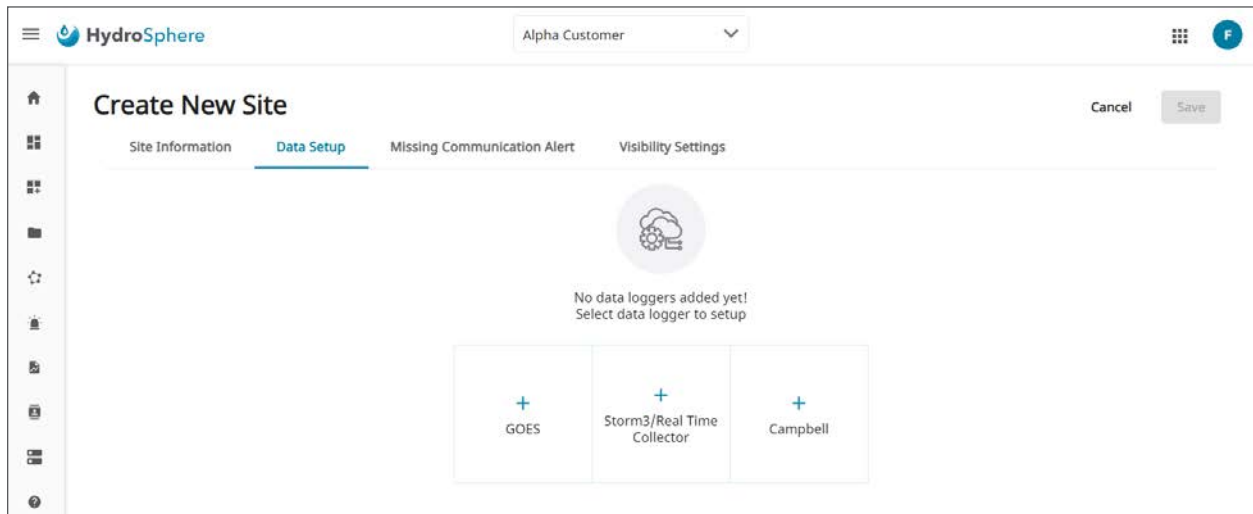 HydroSphere
Alpha Customer
F
Create New Site
Cancel
Save
Site Information
Data Setup
Missing Communication Alert
Visibility Settings
No data loggers added yet!
Select data logger to setup
+
GOES
+
Storm3/Real Time
Collector
+
Campbell